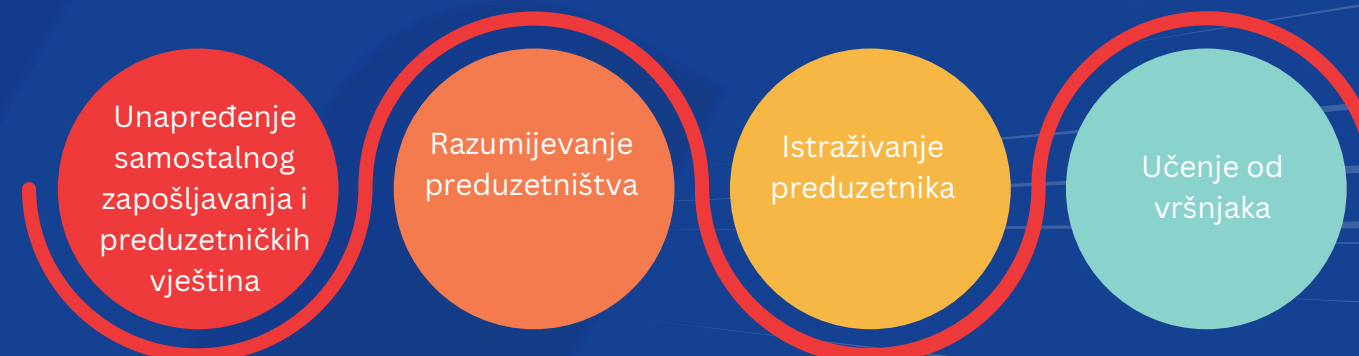 Unapređenje
samostalnog
zapošljavanja i
preduzetničkih
vještina
Razumijevanje
preduzetništva
Istraživanje
preduzetnika
Učenje od
vršnjaka